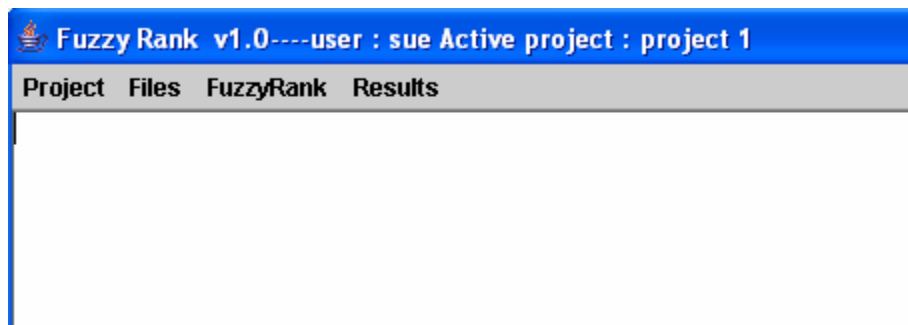 Fuzzy Rank v1.0----user : sue Active project : project 1
Project Files FuzzyRank Results